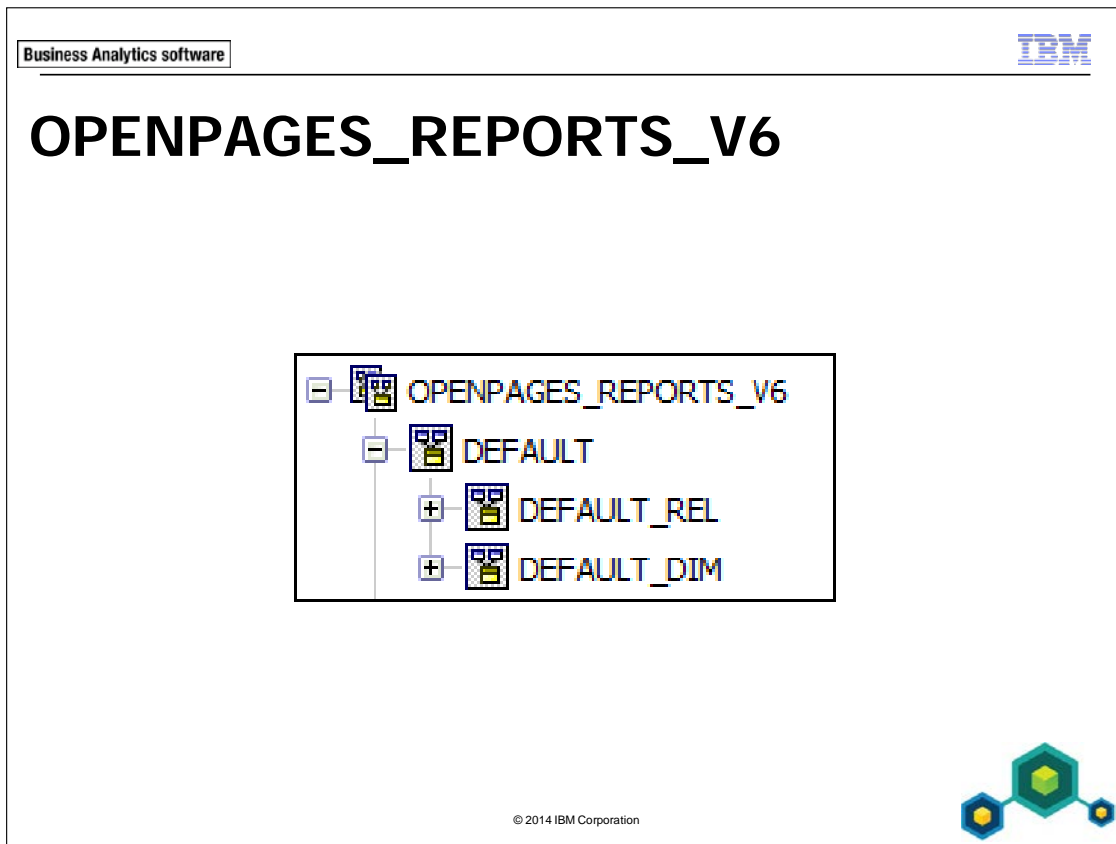 Business Analytics software
IBM
OPENPAGES_REPORTS_V6
OPENPAGES_REPORTS_V6
DEFAULT
DEFAULT_REL
DEFAULT_DIM
© 2014 IBM Corporation